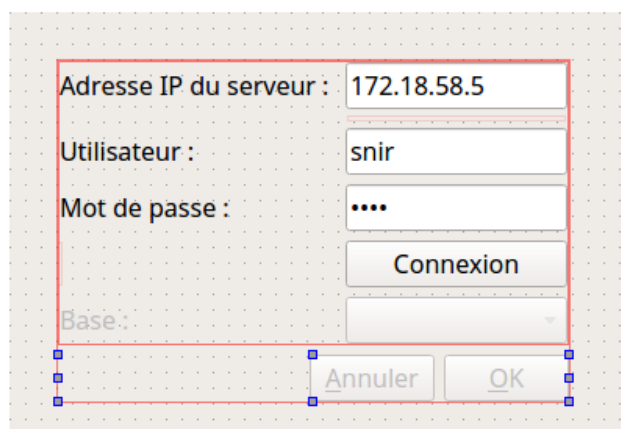 Adresse IP du serveur : 172.18.58.5
Utilisateur : snir
Mot de passe : ••••
Connexion
Base :
Annuler OK